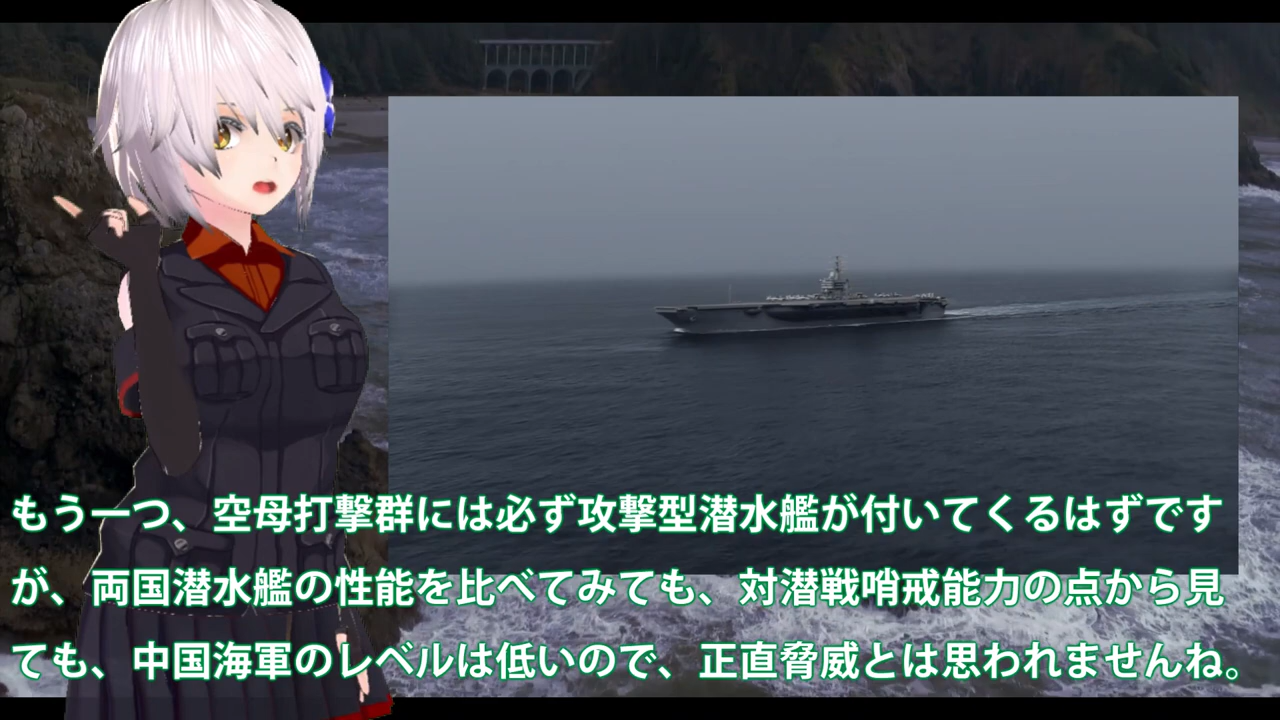 もう一つ、空母打撃群には必ず攻撃型潜水艦が付いてくるはずです
が、両国潜水艦の性能を比べてみても、対潜戦哨戒能力の点から見
ても、中国海軍のレベルは低いので、正直脅威とは思われませんね。